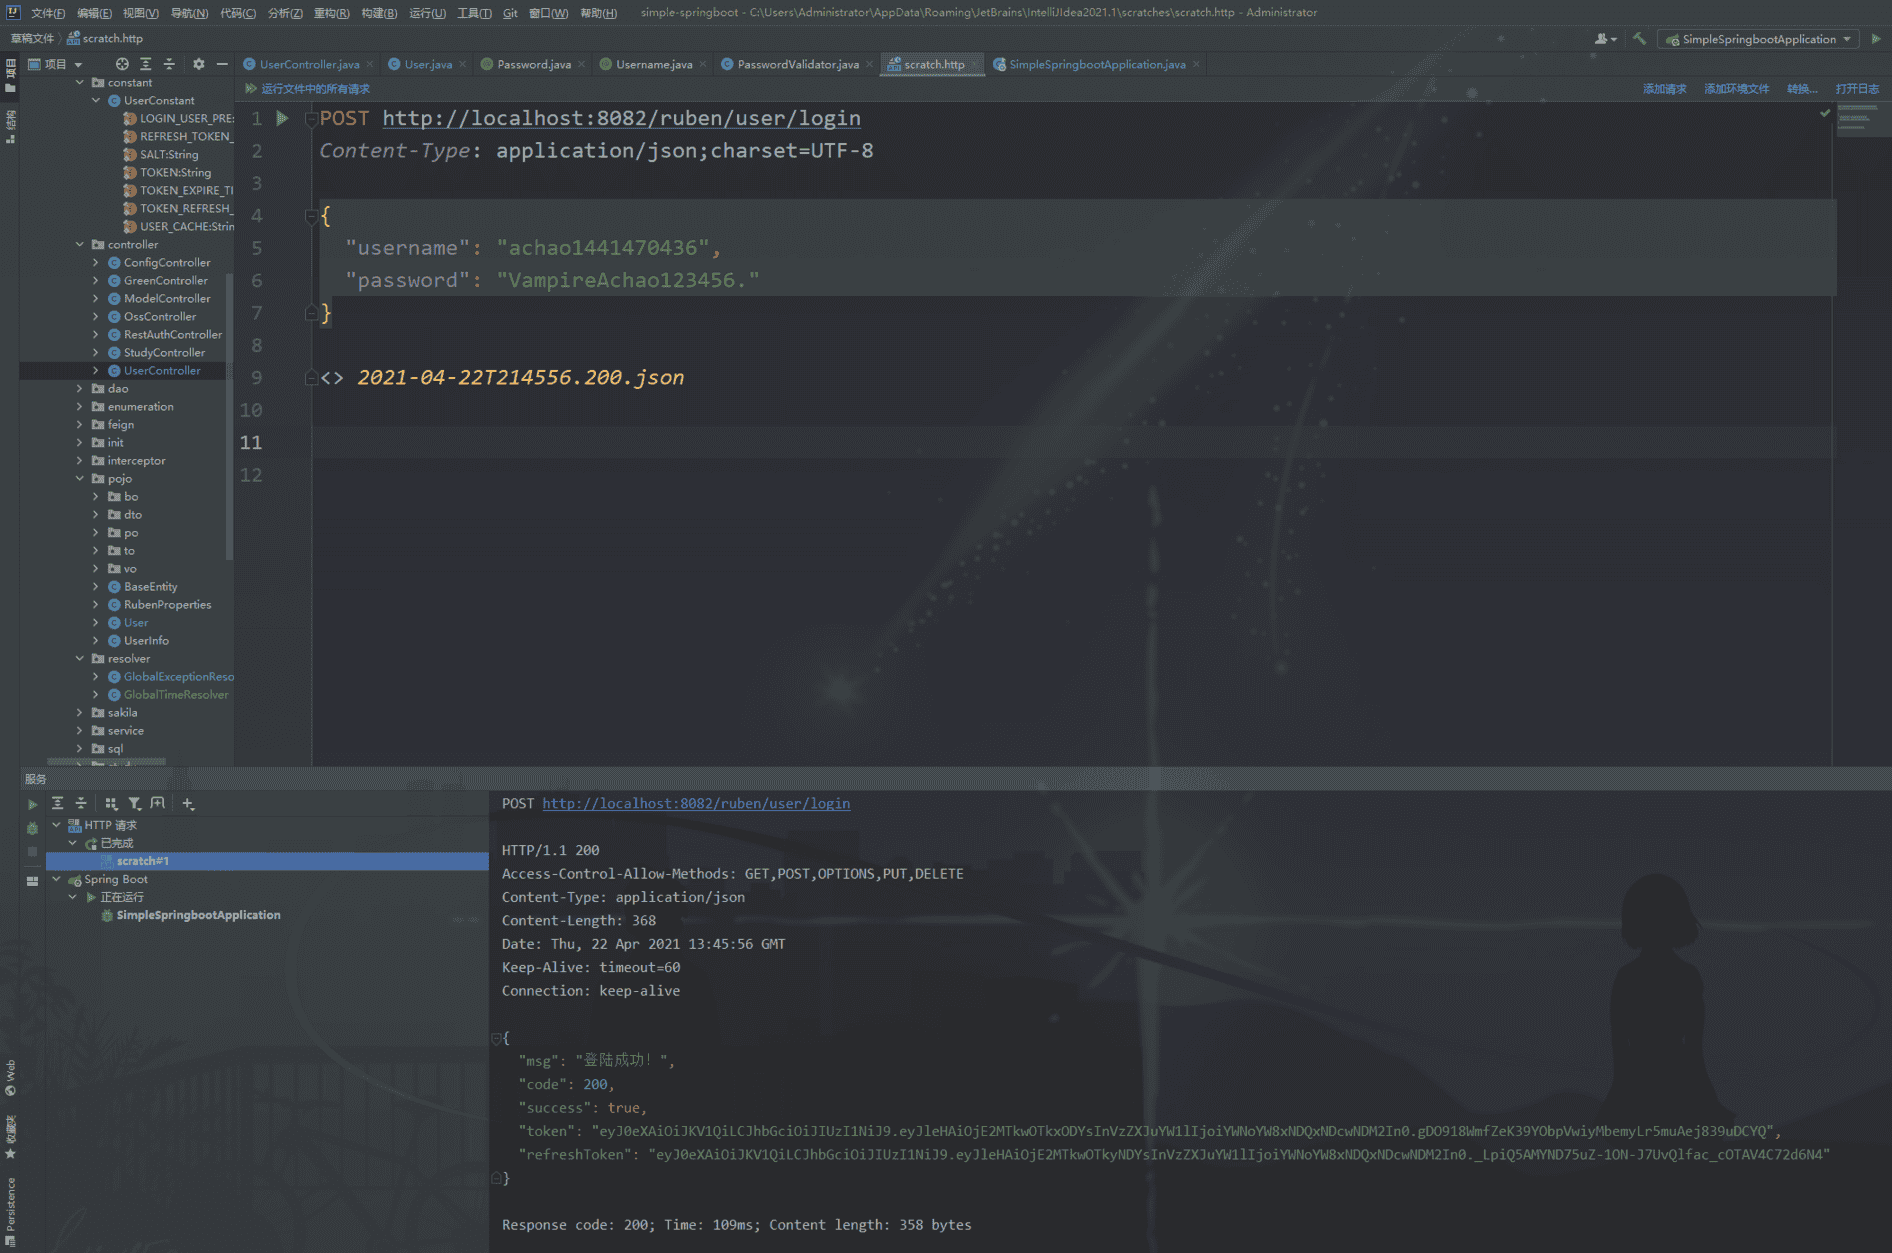 文件(F) 编辑(E) 视图(V) 导航(N) 代码(C) 分析(Z) 重构(R) 构建(B) 运行(U) 工具(T) Git 窗口(W) 帮助(H) simple-springboot - C:\Users\Administrator\AppData\Roaming\JetBrains\IntelliJIdea2021.1\scratches\scratch.http - Administrator
草稿文件 scratch.http SimpleSpringbootApplication
项目 UserController.java User.java Password.java Username.java PasswordValidator.java scratch.http SimpleSpringbootApplication.java
运行文件中的所有请求 添加请求 添加环境文件 转换... 打开日志
项目
结构
constant
UserConstant
LOGIN_USER_PRE:
REFRESH_TOKEN_
SALT:String
TOKEN:String
TOKEN_EXPIRE_TI
TOKEN_REFRESH_
USER_CACHE:Strin
controller
ConfigController
GreenController
ModelController
OssController
RestAuthController
StudyController
UserController
dao
enumeration
feign
init
interceptor
pojo
bo
dto
po
to
vo
BaseEntity
RubenProperties
User
UserInfo
resolver
GlobalExceptionReso
GlobalTimeResolver
sakila
service
sql
1 POST http://localhost:8082/ruben/user/login
2 Content-Type: application/json;charset=UTF-8
3
4 {
5 "username": "achao1441470436",
6 "password": "VampireAchao123456."
7 }
8
9 <> 2021-04-22T214556.200.json
10
11
12
服务
HTTP 请求
已完成
scratch#1
Spring Boot
正在运行
SimpleSpringbootApplication
Web
收藏夹
Persistence
POST http://localhost:8082/ruben/user/login
HTTP/1.1 200
Access-Control-Allow-Methods: GET,POST,OPTIONS,PUT,DELETE
Content-Type: application/json
Content-Length: 368
Date: Thu, 22 Apr 2021 13:45:56 GMT
Keep-Alive: timeout=60
Connection: keep-alive
{
"msg": "登陆成功！",
"code": 200,
"success": true,
"token": "eyJ0eXAiOiJKV1QiLCJhbGciOiJIUzI1NiJ9.eyJleHAiOjE2MTkwOTkxODYsInVzZXJuYW1lIjoiYWNoYW8xNDQxNDcwNDM2In0.gDO918WmfZeK39YObpVwiyMbemyLr5muAej839uDCYQ",
"refreshToken": "eyJ0eXAiOiJKV1QiLCJhbGciOiJIUzI1NiJ9.eyJleHAiOjE2MTkwOTkyNDYsInVzZXJuYW1lIjoiYWNoYW8xNDQxNDcwNDM2In0._LpiQ5AMYND75uZ-1ON-J7UvQlfac_cOTAV4C72d6N4"
}
Response code: 200; Time: 109ms; Content length: 358 bytes